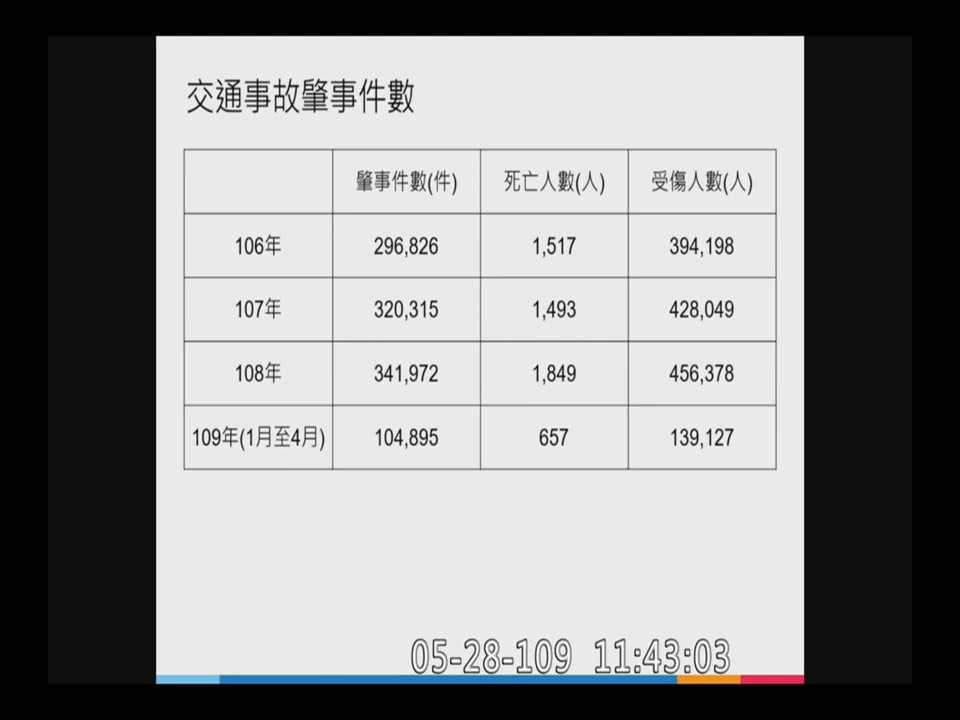 交通事故肇事件數
肇事件數(件) 死亡人數(人) 受傷人數(人)
106年 296,826 1,517 394,198
107年 320,315 1,493 428,049
108年 341,972 1,849 456,378
109年(1月至4月) 104,895 657 139,127
05-28-109 11:43:03